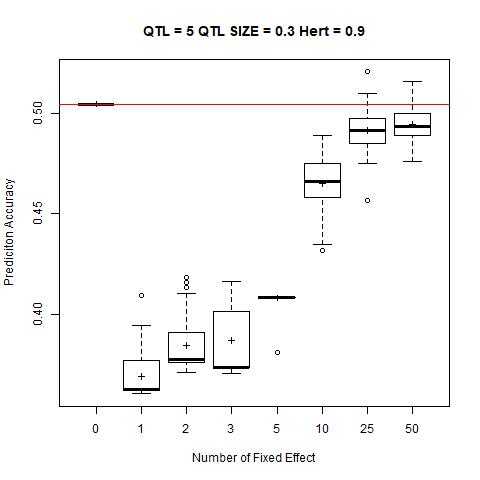 QTL = 5 QTL SIZE = 0.3 Hert = 0.9
Prediciton Accuracy
0.50
0.45
0.40
0 1 2 3 5 10 25 50
Number of Fixed Effect